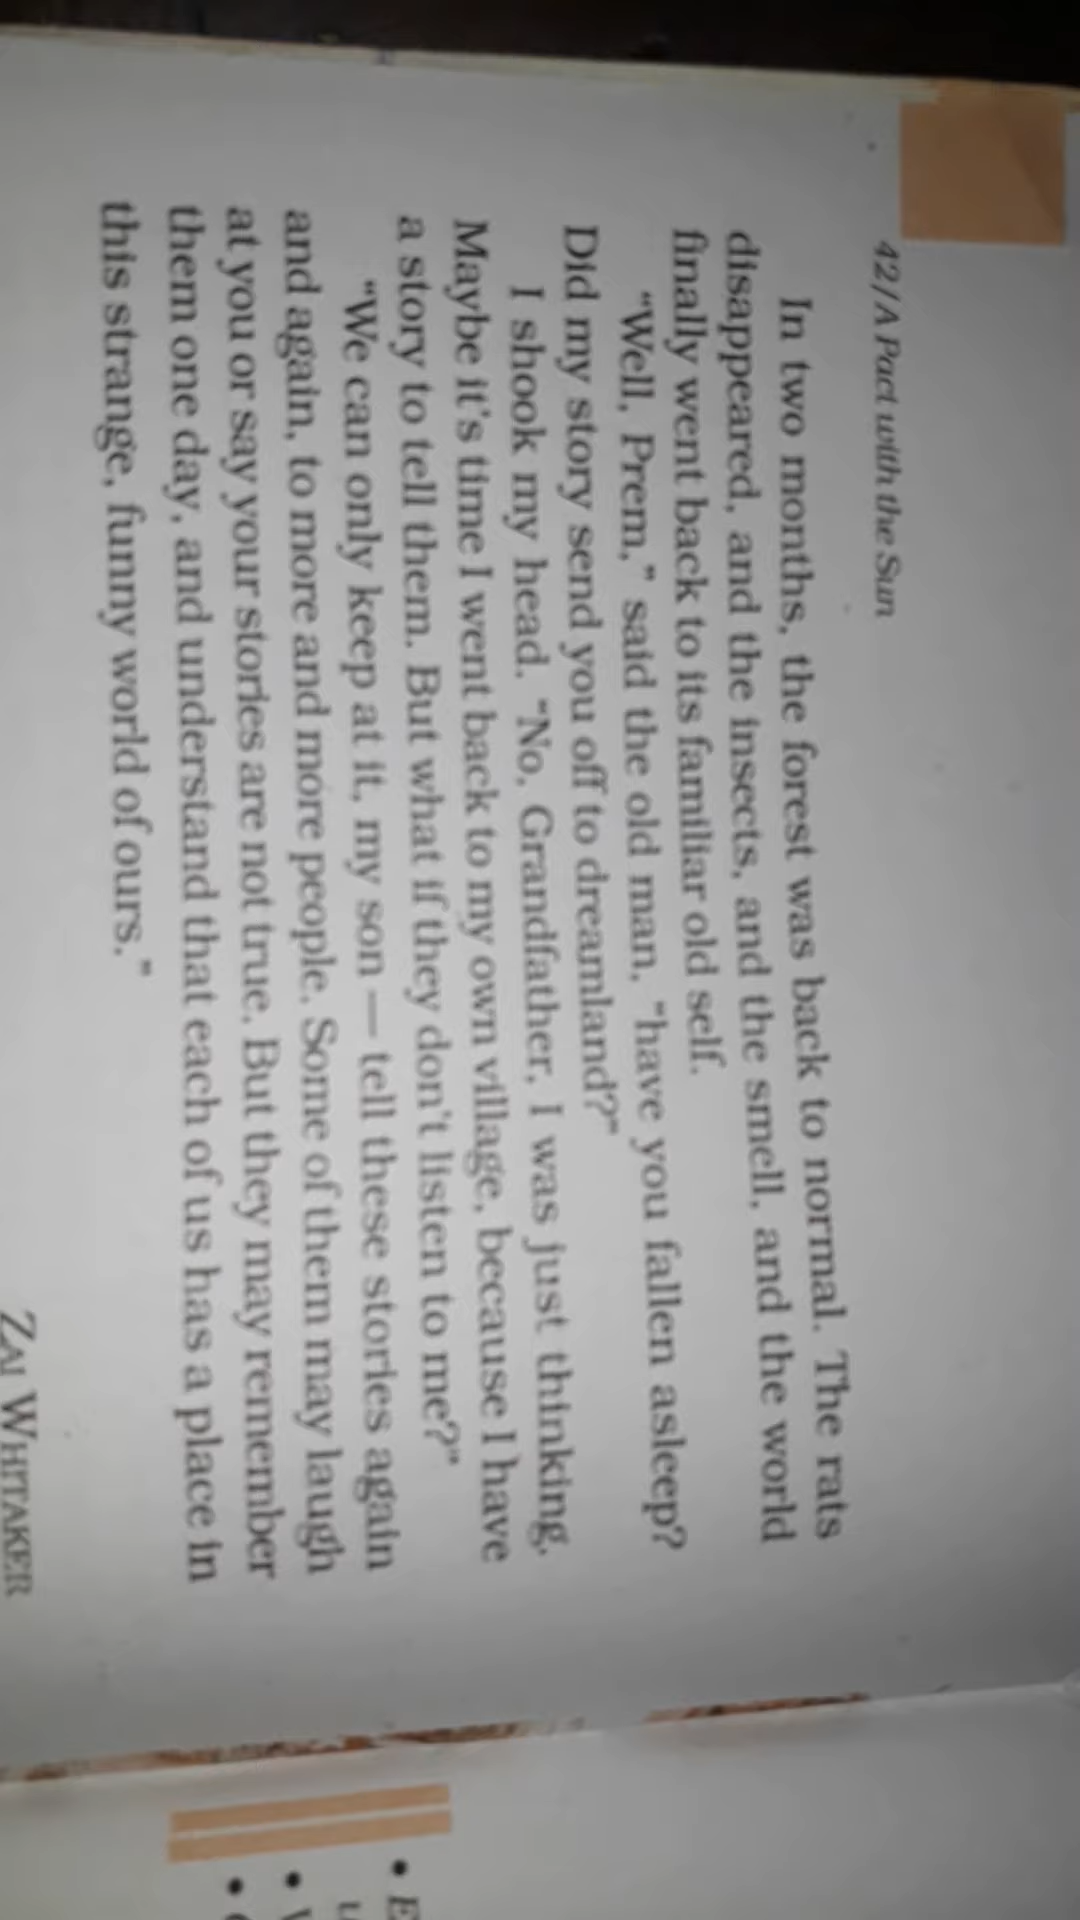 42/A Pact with the Sun
In two months, the forest was back to normal. The rats
disappeared, and the insects, and the smell, and the world
finally went back to its familiar old self.
“Well, Prem,” said the old man, “have you fallen asleep?
Did my story send you off to dreamland?”
I shook my head. “No, Grandfather, I was just thinking.
Maybe it's time I went back to my own village, because I have
a story to tell them. But what if they don't listen to me?”
“We can only keep at it, my son — tell these stories again
and again, to more and more people. Some of them may laugh
at you or say your stories are not true. But they may remember
them one day, and understand that each of us has a place in
this strange, funny world of ours.”
ZAI WHITAKER